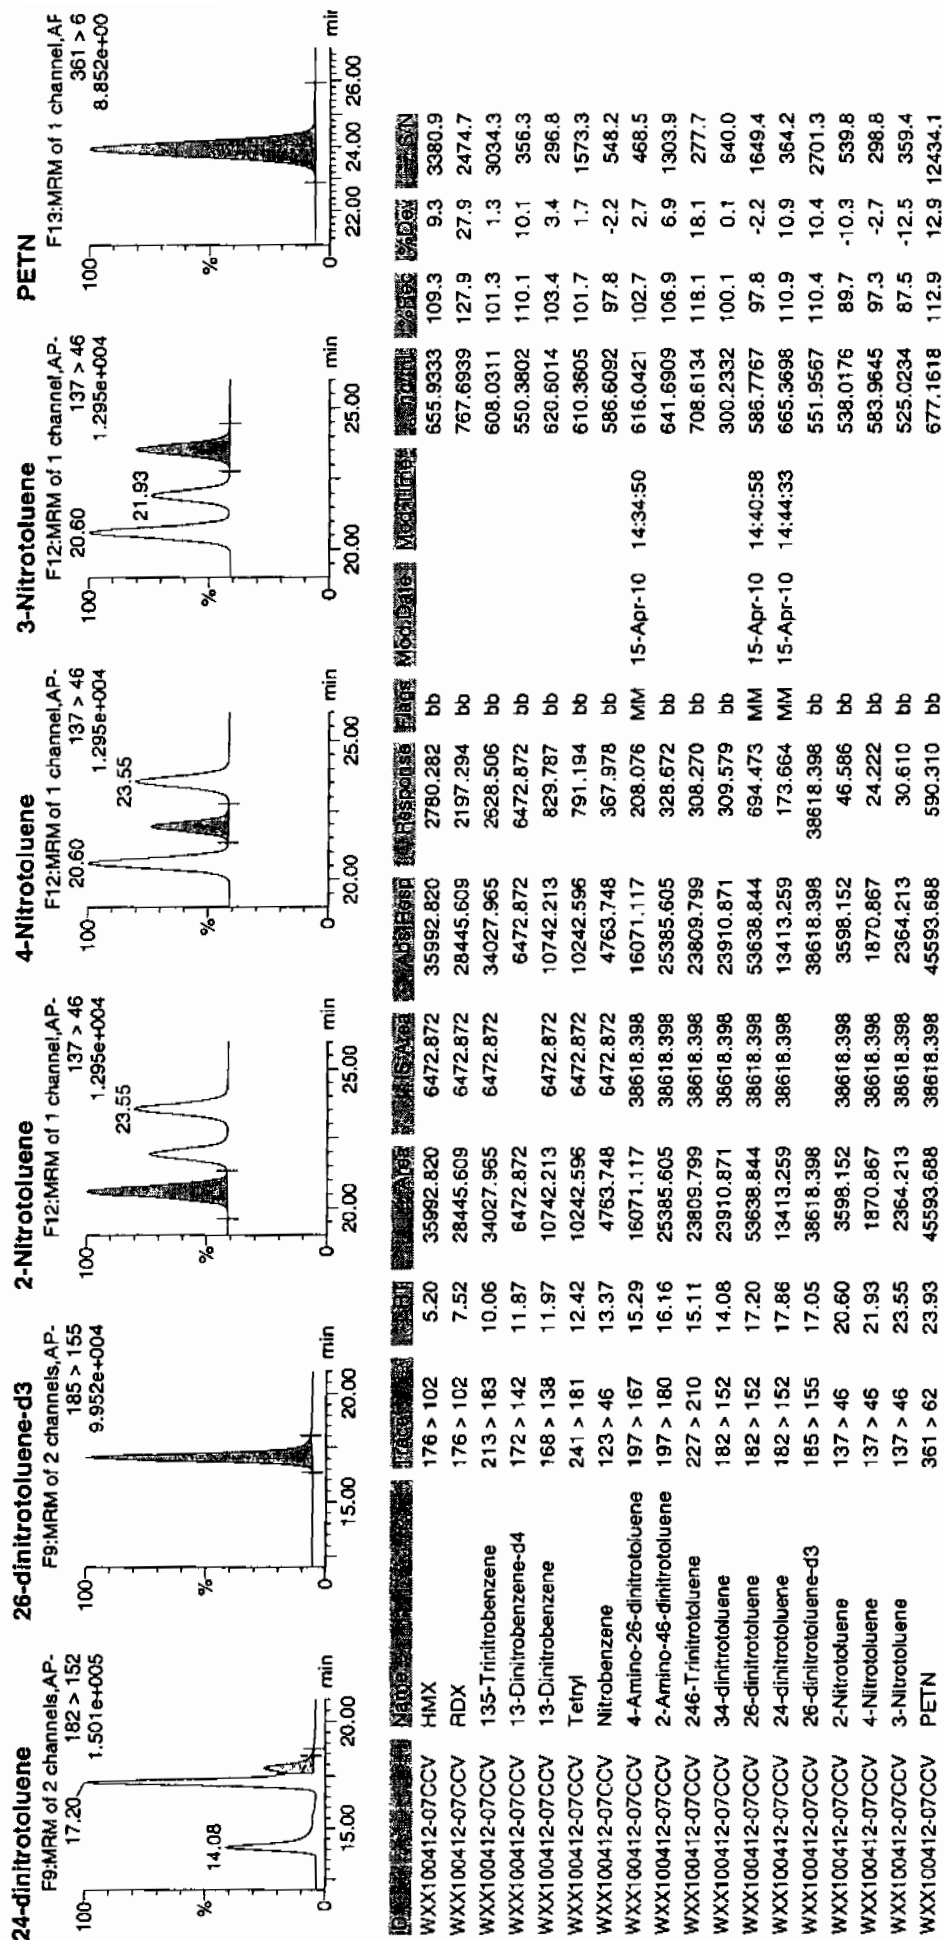 24-dinitrotoluene
F9:MRM of 2 channels,AP-
182 > 152
1.501e+005
100
17.20
14.08
%
0
15.00 20.00 min
26-dinitrotoluene-d3
F9:MRM of 2 channels,AP-
185 > 155
9.952e+004
100
%
0
15.00 20.00 min
2-Nitrotoluene
F12:MRM of 1 channel,AP-
137 > 46
1.295e+004
100
23.55
%
0
20.00 25.00 min
4-Nitrotoluene
F12:MRM of 1 channel,AP-
137 > 46
1.295e+004
100
20.60
23.55
%
0
20.00 25.00 min
3-Nitrotoluene
F12:MRM of 1 channel,AP-
137 > 46
1.295e+004
100
20.60
21.93
%
0
20.00 25.00 min
PETN
F13:MRM of 1 channel,AF
361 > 6
8.852e+00
100
%
0
22.00 24.00 26.00 mir
ID Name Trace RT Area IS Area Abs.Resp Response Flags Mod.Date Mod.Time %Rec %Dev S/N
WXX100412-07CCV HMX 176 > 102 5.20 35992.820 6472.872 35992.820 2780.282 bb 655.9333 109.3 9.3 3380.9
WXX100412-07CCV RDX 176 > 102 7.52 28445.609 6472.872 28445.609 2197.294 bb 767.6939 127.9 27.9 2474.7
WXX100412-07CCV 135-Trinitrobenzene 213 > 183 10.06 34027.965 6472.872 34027.965 2628.506 bb 608.0311 101.3 1.3 3034.3
WXX100412-07CCV 13-Dinitrobenzene-d4 172 > 142 11.87 6472.872 6472.872 6472.872 bb 550.3802 110.1 10.1 356.3
WXX100412-07CCV 13-Dinitrobenzene 168 > 138 11.97 10742.213 6472.872 10742.213 829.787 bb 620.6014 103.4 3.4 296.8
WXX100412-07CCV Tetryl 241 > 181 12.42 10242.596 6472.872 10242.596 791.194 bb 610.3605 101.7 1.7 1573.3
WXX100412-07CCV Nitrobenzene 123 > 46 13.37 4763.748 6472.872 4763.748 367.978 bb 586.6092 97.8 -2.2 548.2
WXX100412-07CCV 4-Amino-26-dinitrotoluene 197 > 167 15.29 16071.117 38618.398 16071.117 208.076 MM 15-Apr-10 14:34:50 616.0421 102.7 2.7 468.5
WXX100412-07CCV 2-Amino-46-dinitrotoluene 197 > 180 16.16 25385.605 38618.398 25385.605 328.672 bb 641.6909 106.9 6.9 1303.9
WXX100412-07CCV 246-Trinitrotoluene 227 > 210 15.11 23809.799 38618.398 23809.799 308.270 bb 708.6134 118.1 18.1 277.7
WXX100412-07CCV 34-dinitrotoluene 182 > 152 14.08 23910.871 38618.398 23910.871 309.579 bb 300.2332 100.1 0.1 640.0
WXX100412-07CCV 26-dinitrotoluene 182 > 152 17.20 53638.844 38618.398 53638.844 694.473 MM 15-Apr-10 14:40:58 586.7767 97.8 -2.2 1649.4
WXX100412-07CCV 24-dinitrotoluene 182 > 152 17.86 13413.259 38618.398 13413.259 173.664 MM 15-Apr-10 14:44:33 665.3698 110.9 10.9 364.2
WXX100412-07CCV 26-dinitrotoluene-d3 185 > 155 17.05 38618.398 38618.398 38618.398 bb 551.9567 110.4 10.4 2701.3
WXX100412-07CCV 2-Nitrotoluene 137 > 46 20.60 3598.152 38618.398 3598.152 46.586 bb 538.0176 89.7 -10.3 539.8
WXX100412-07CCV 4-Nitrotoluene 137 > 46 21.93 1870.867 38618.398 1870.867 24.222 bb 583.9645 97.3 -2.7 298.8
WXX100412-07CCV 3-Nitrotoluene 137 > 46 23.55 2364.213 38618.398 2364.213 30.610 bb 525.0234 87.5 -12.5 359.4
WXX100412-07CCV PETN 361 > 62 23.93 45593.688 38618.398 45593.688 590.310 bb 677.1618 112.9 12.9 12434.1